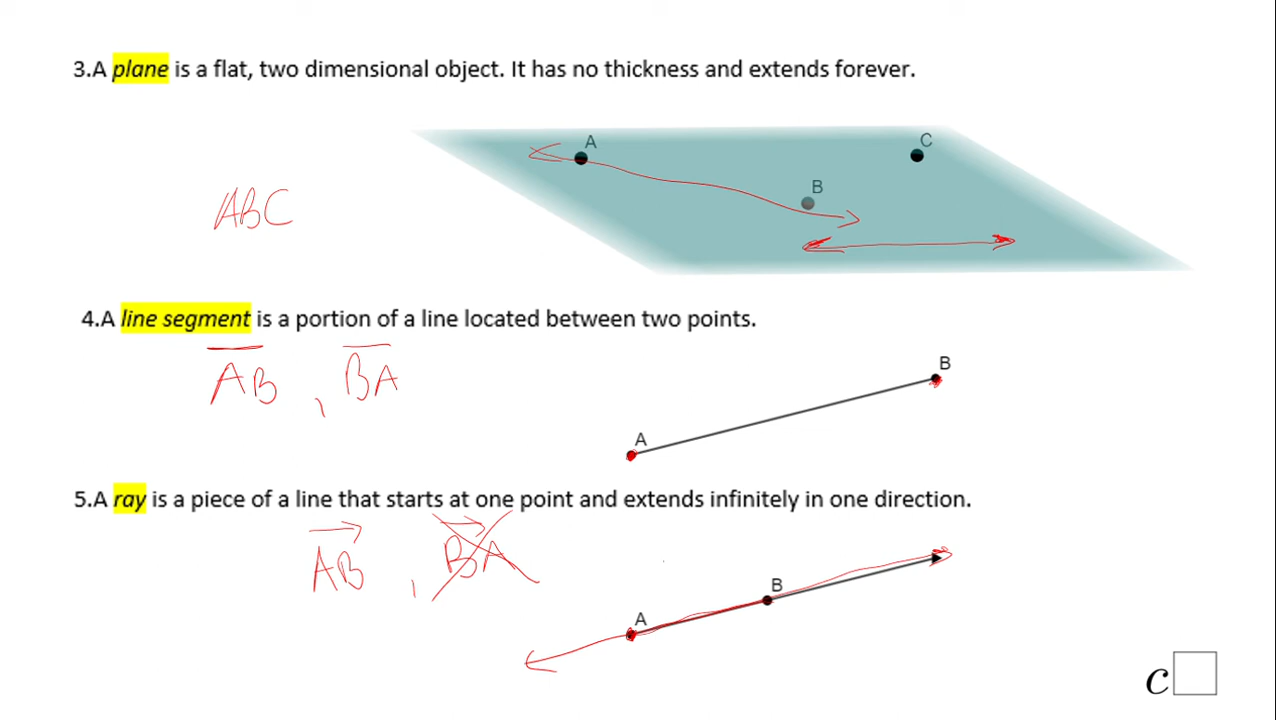 3.A plane is a flat, two dimensional object. It has no thickness and extends forever.
A
C
B
ABC
4.A line segment is a portion of a line located between two points.
AB , BA
B
A
5.A ray is a piece of a line that starts at one point and extends infinitely in one direction.
AB , BA
B
A
c